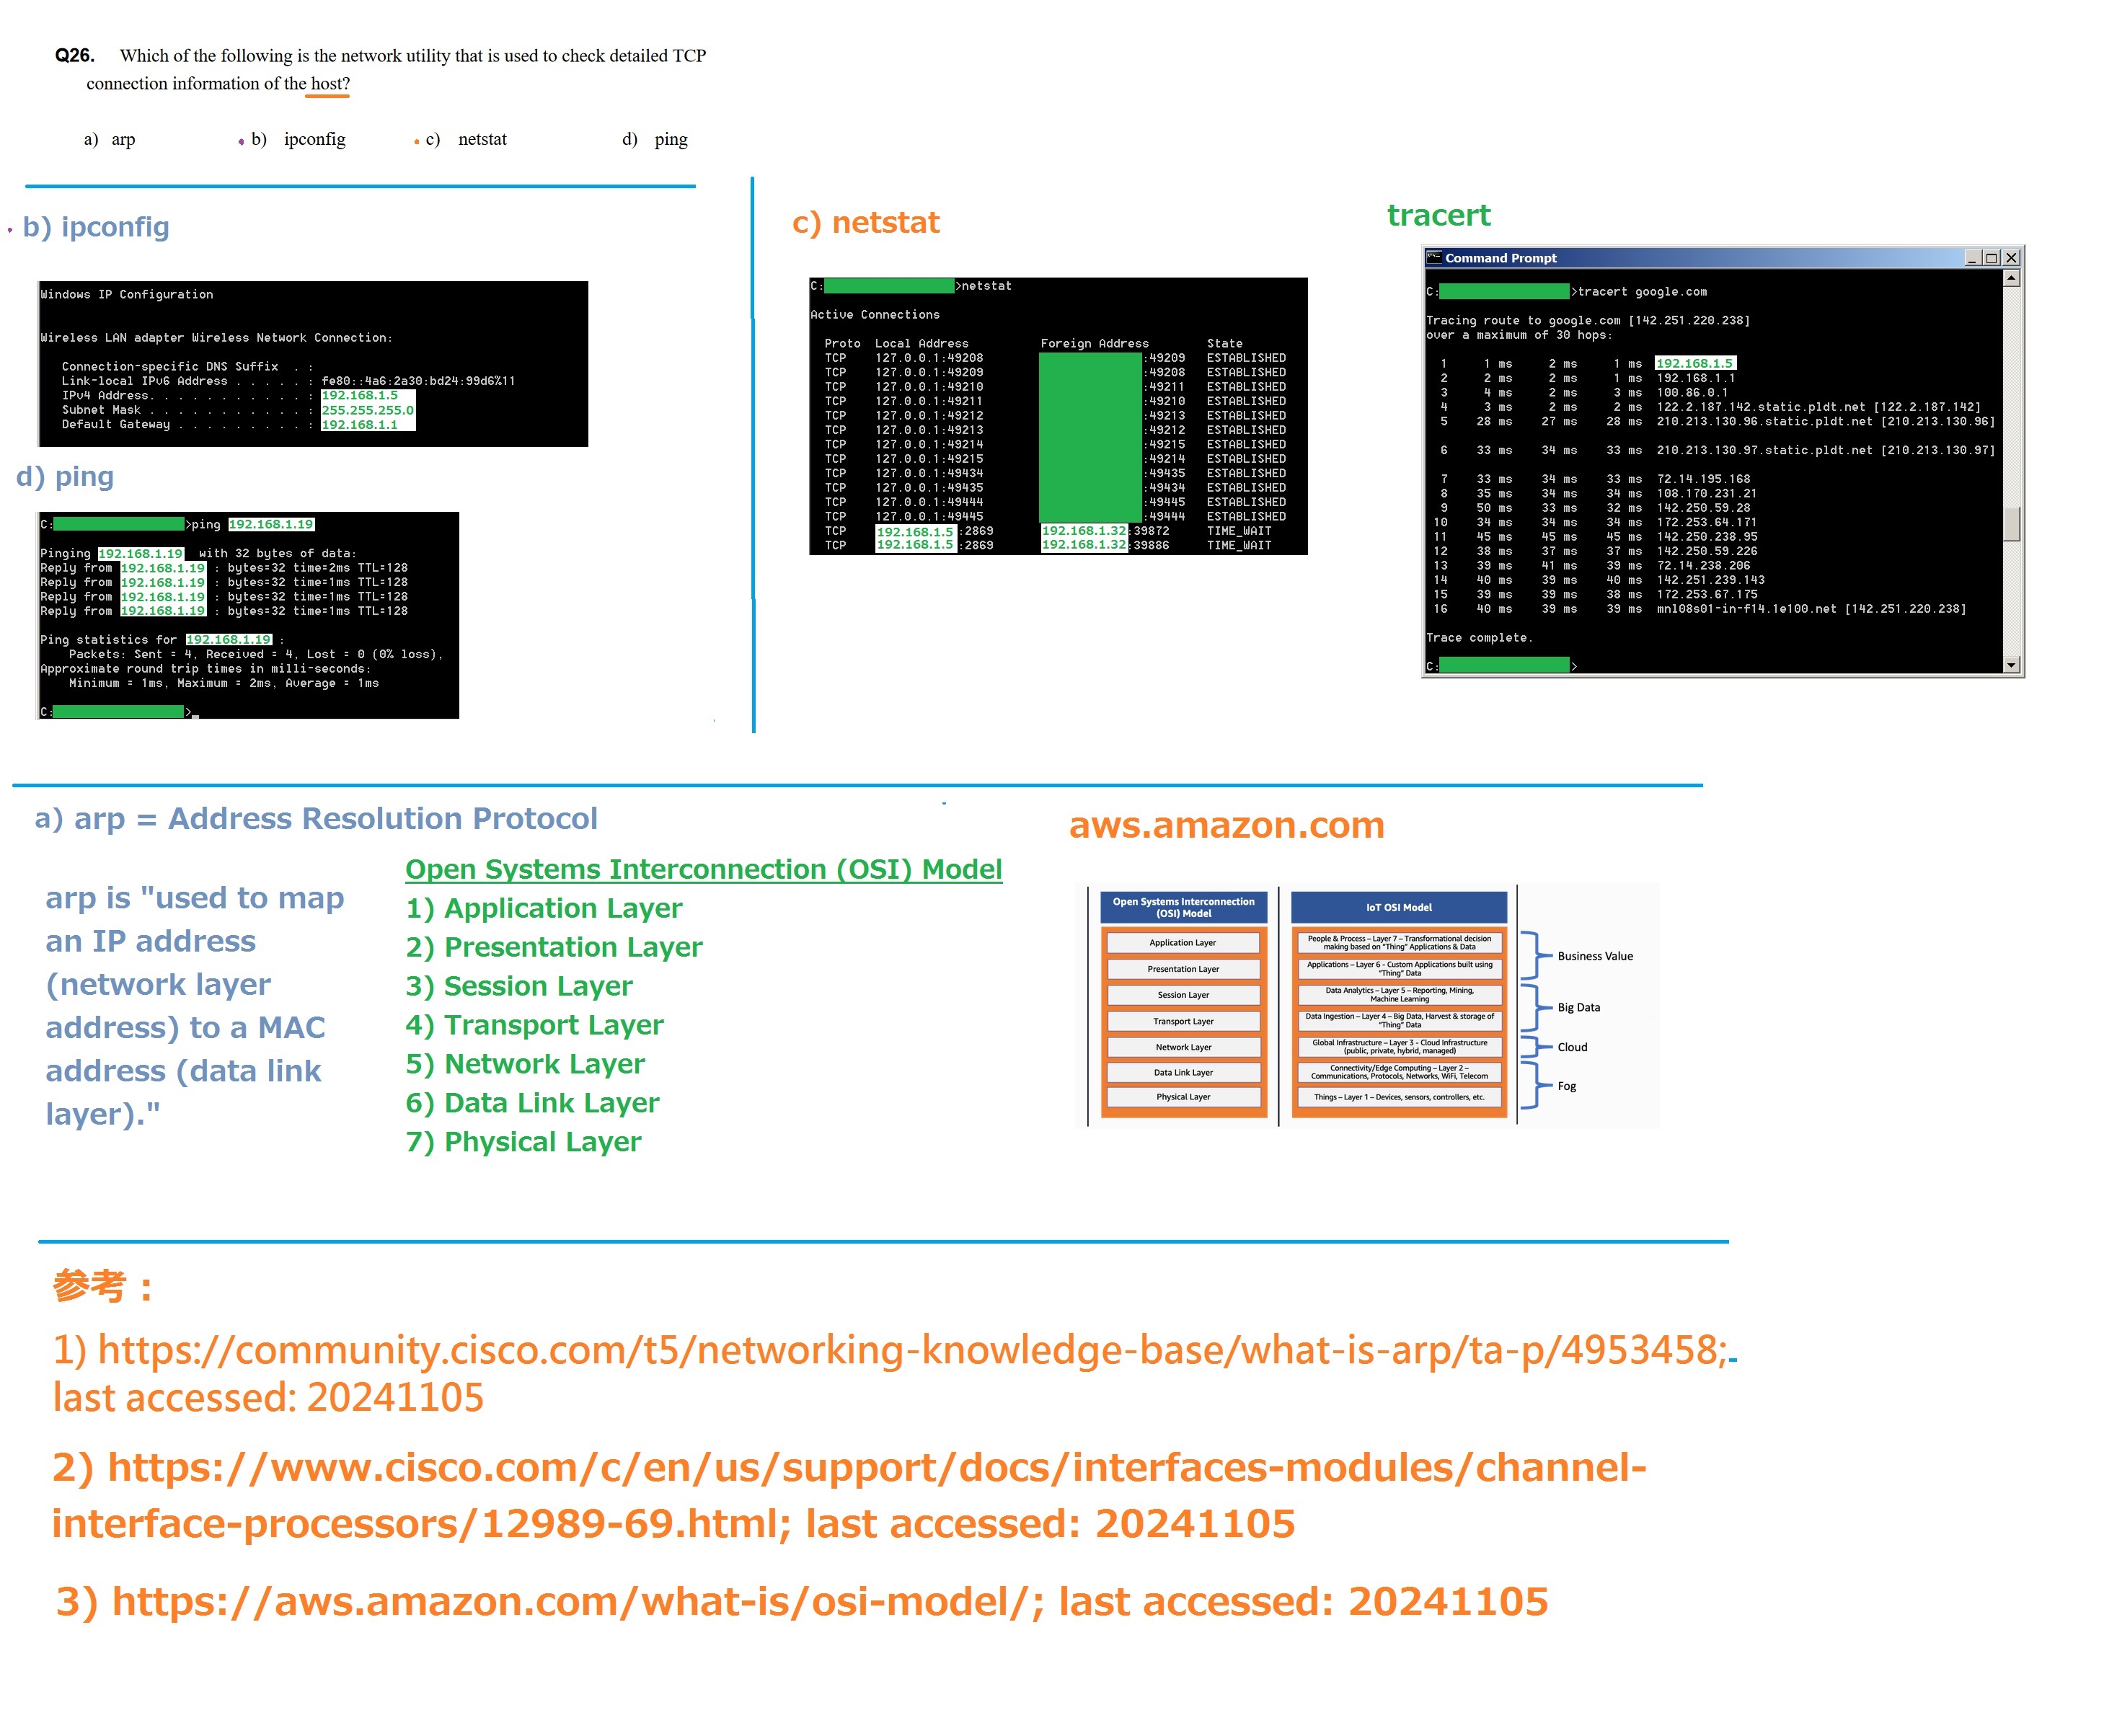 Q26. Which of the following is the network utility that is used to check detailed TCP
connection information of the host?
a) arp b) ipconfig c) netstat d) ping
b) ipconfig
Windows IP Configuration
Wireless LAN adapter Wireless Network Connection:
Connection-specific DNS Suffix . :
Link-local IPv6 Address . . . . . : fe80::4a6:2a30:bd24:99d6%11
IPv4 Address. . . . . . . . . . . : 192.168.1.5
Subnet Mask . . . . . . . . . . . : 255.255.255.0
Default Gateway . . . . . . . . . : 192.168.1.1
d) ping
C: >ping 192.168.1.19
Pinging 192.168.1.19 with 32 bytes of data:
Reply from 192.168.1.19 : bytes=32 time=2ms TTL=128
Reply from 192.168.1.19 : bytes=32 time=1ms TTL=128
Reply from 192.168.1.19 : bytes=32 time=1ms TTL=128
Reply from 192.168.1.19 : bytes=32 time=1ms TTL=128
Ping statistics for 192.168.1.19 :
Packets: Sent = 4, Received = 4, Lost = 0 (0% loss),
Approximate round trip times in milli-seconds:
Minimum = 1ms, Maximum = 2ms, Average = 1ms
C: >_
c) netstat
C: >netstat
Active Connections
Proto Local Address Foreign Address State
TCP 127.0.0.1:49208 :49209 ESTABLISHED
TCP 127.0.0.1:49209 :49208 ESTABLISHED
TCP 127.0.0.1:49210 :49211 ESTABLISHED
TCP 127.0.0.1:49211 :49210 ESTABLISHED
TCP 127.0.0.1:49212 :49213 ESTABLISHED
TCP 127.0.0.1:49213 :49212 ESTABLISHED
TCP 127.0.0.1:49214 :49215 ESTABLISHED
TCP 127.0.0.1:49215 :49214 ESTABLISHED
TCP 127.0.0.1:49434 :49435 ESTABLISHED
TCP 127.0.0.1:49435 :49434 ESTABLISHED
TCP 127.0.0.1:49444 :49445 ESTABLISHED
TCP 127.0.0.1:49445 :49444 ESTABLISHED
TCP 192.168.1.5 :2869 192.168.1.32:39872 TIME_WAIT
TCP 192.168.1.5 :2869 192.168.1.32:39886 TIME_WAIT
tracert
Command Prompt
C: >tracert google.com
Tracing route to google.com [142.251.220.238]
over a maximum of 30 hops:
1 1 ms 2 ms 1 ms 192.168.1.5
2 2 ms 2 ms 1 ms 192.168.1.1
3 4 ms 2 ms 3 ms 100.86.0.1
4 3 ms 2 ms 2 ms 122.2.187.142.static.pldt.net [122.2.187.142]
5 28 ms 27 ms 28 ms 210.213.130.96.static.pldt.net [210.213.130.96]
6 33 ms 34 ms 33 ms 210.213.130.97.static.pldt.net [210.213.130.97]
7 33 ms 34 ms 33 ms 72.14.195.168
8 35 ms 34 ms 34 ms 108.170.231.21
9 50 ms 33 ms 32 ms 142.250.59.28
10 34 ms 34 ms 34 ms 172.253.64.171
11 45 ms 45 ms 45 ms 142.250.238.95
12 38 ms 37 ms 37 ms 142.250.59.226
13 39 ms 41 ms 39 ms 72.14.238.206
14 40 ms 39 ms 40 ms 142.251.239.143
15 39 ms 39 ms 38 ms 172.253.67.175
16 40 ms 39 ms 39 ms mnl08s01-in-f14.1e100.net [142.251.220.238]
Trace complete.
C: >
a) arp = Address Resolution Protocol
arp is "used to map
an IP address
(network layer
address) to a MAC
address (data link
layer)."
Open Systems Interconnection (OSI) Model
1) Application Layer
2) Presentation Layer
3) Session Layer
4) Transport Layer
5) Network Layer
6) Data Link Layer
7) Physical Layer
aws.amazon.com
Open Systems Interconnection
(OSI) Model
Application Layer
Presentation Layer
Session Layer
Transport Layer
Network Layer
Data Link Layer
Physical Layer
IoT OSI Model
People & Process – Layer 7 – Transformational decision
making based on "Thing" Applications & Data
Applications – Layer 6 - Custom Applications built using
"Thing" Data
Data Analytics – Layer 5 – Reporting, Mining,
Machine Learning
Data Ingestion – Layer 4 – Big Data, Harvest & storage of
"Thing" Data
Global Infrastructure – Layer 3 - Cloud Infrastructure
(public, private, hybrid, managed)
Connectivity/Edge Computing – Layer 2 –
Communications, Protocols, Networks, WiFi, Telecom
Things – Layer 1 – Devices, sensors, controllers, etc.
Business Value
Big Data
Cloud
Fog
参考：
1) https://community.cisco.com/t5/networking-knowledge-base/what-is-arp/ta-p/4953458;
last accessed: 20241105
2) https://www.cisco.com/c/en/us/support/docs/interfaces-modules/channel-
interface-processors/12989-69.html; last accessed: 20241105
3) https://aws.amazon.com/what-is/osi-model/; last accessed: 20241105